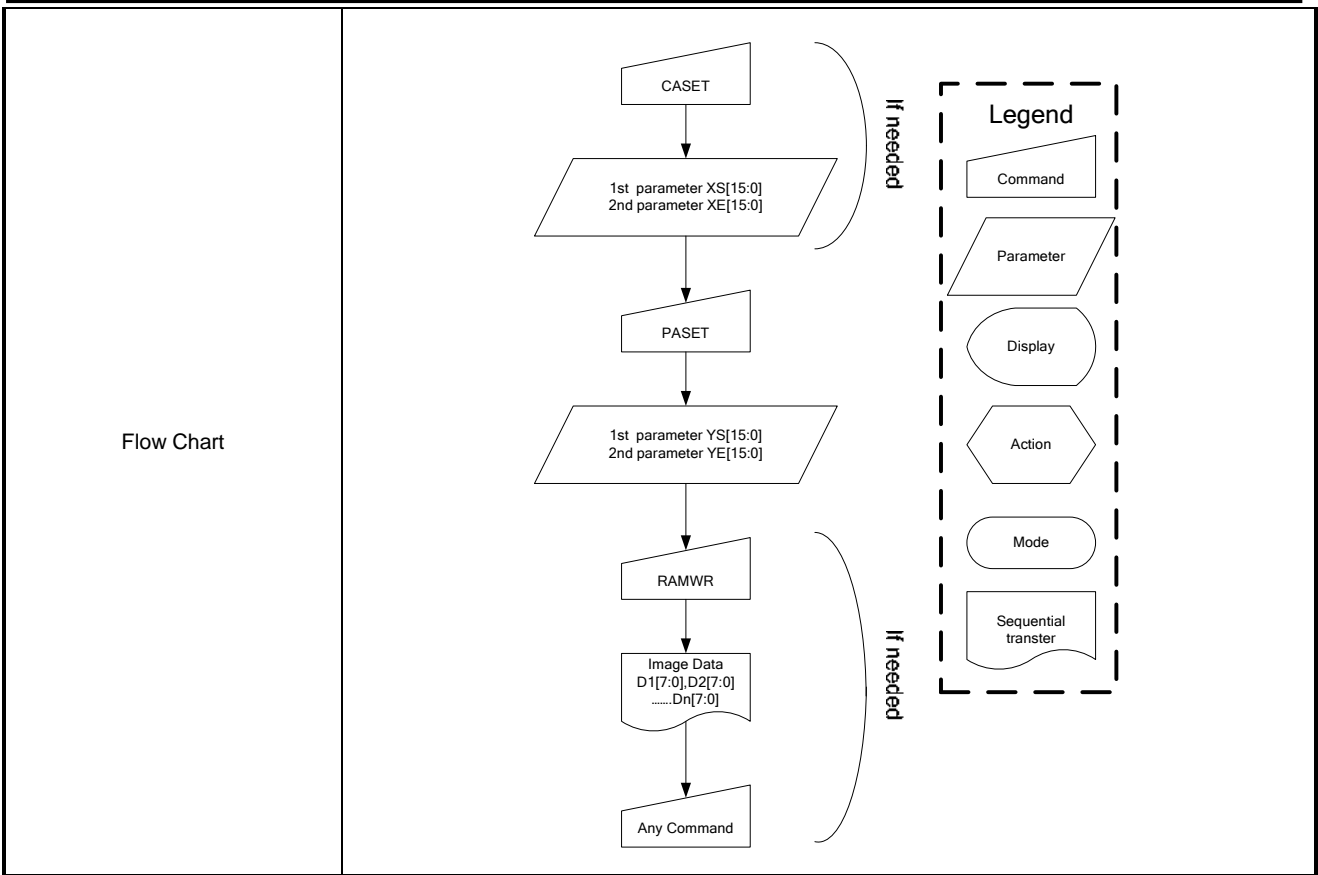 Flow Chart
CASET
1st parameter XS[15:0]
2nd parameter XE[15:0]
If needed
PASET
1st parameter YS[15:0]
2nd parameter YE[15:0]
RAMWR
Image Data
D1[7:0],D2[7:0]
.......Dn[7:0]
Any Command
If needed
Legend
Command
Parameter
Display
Action
Mode
Sequential
transter